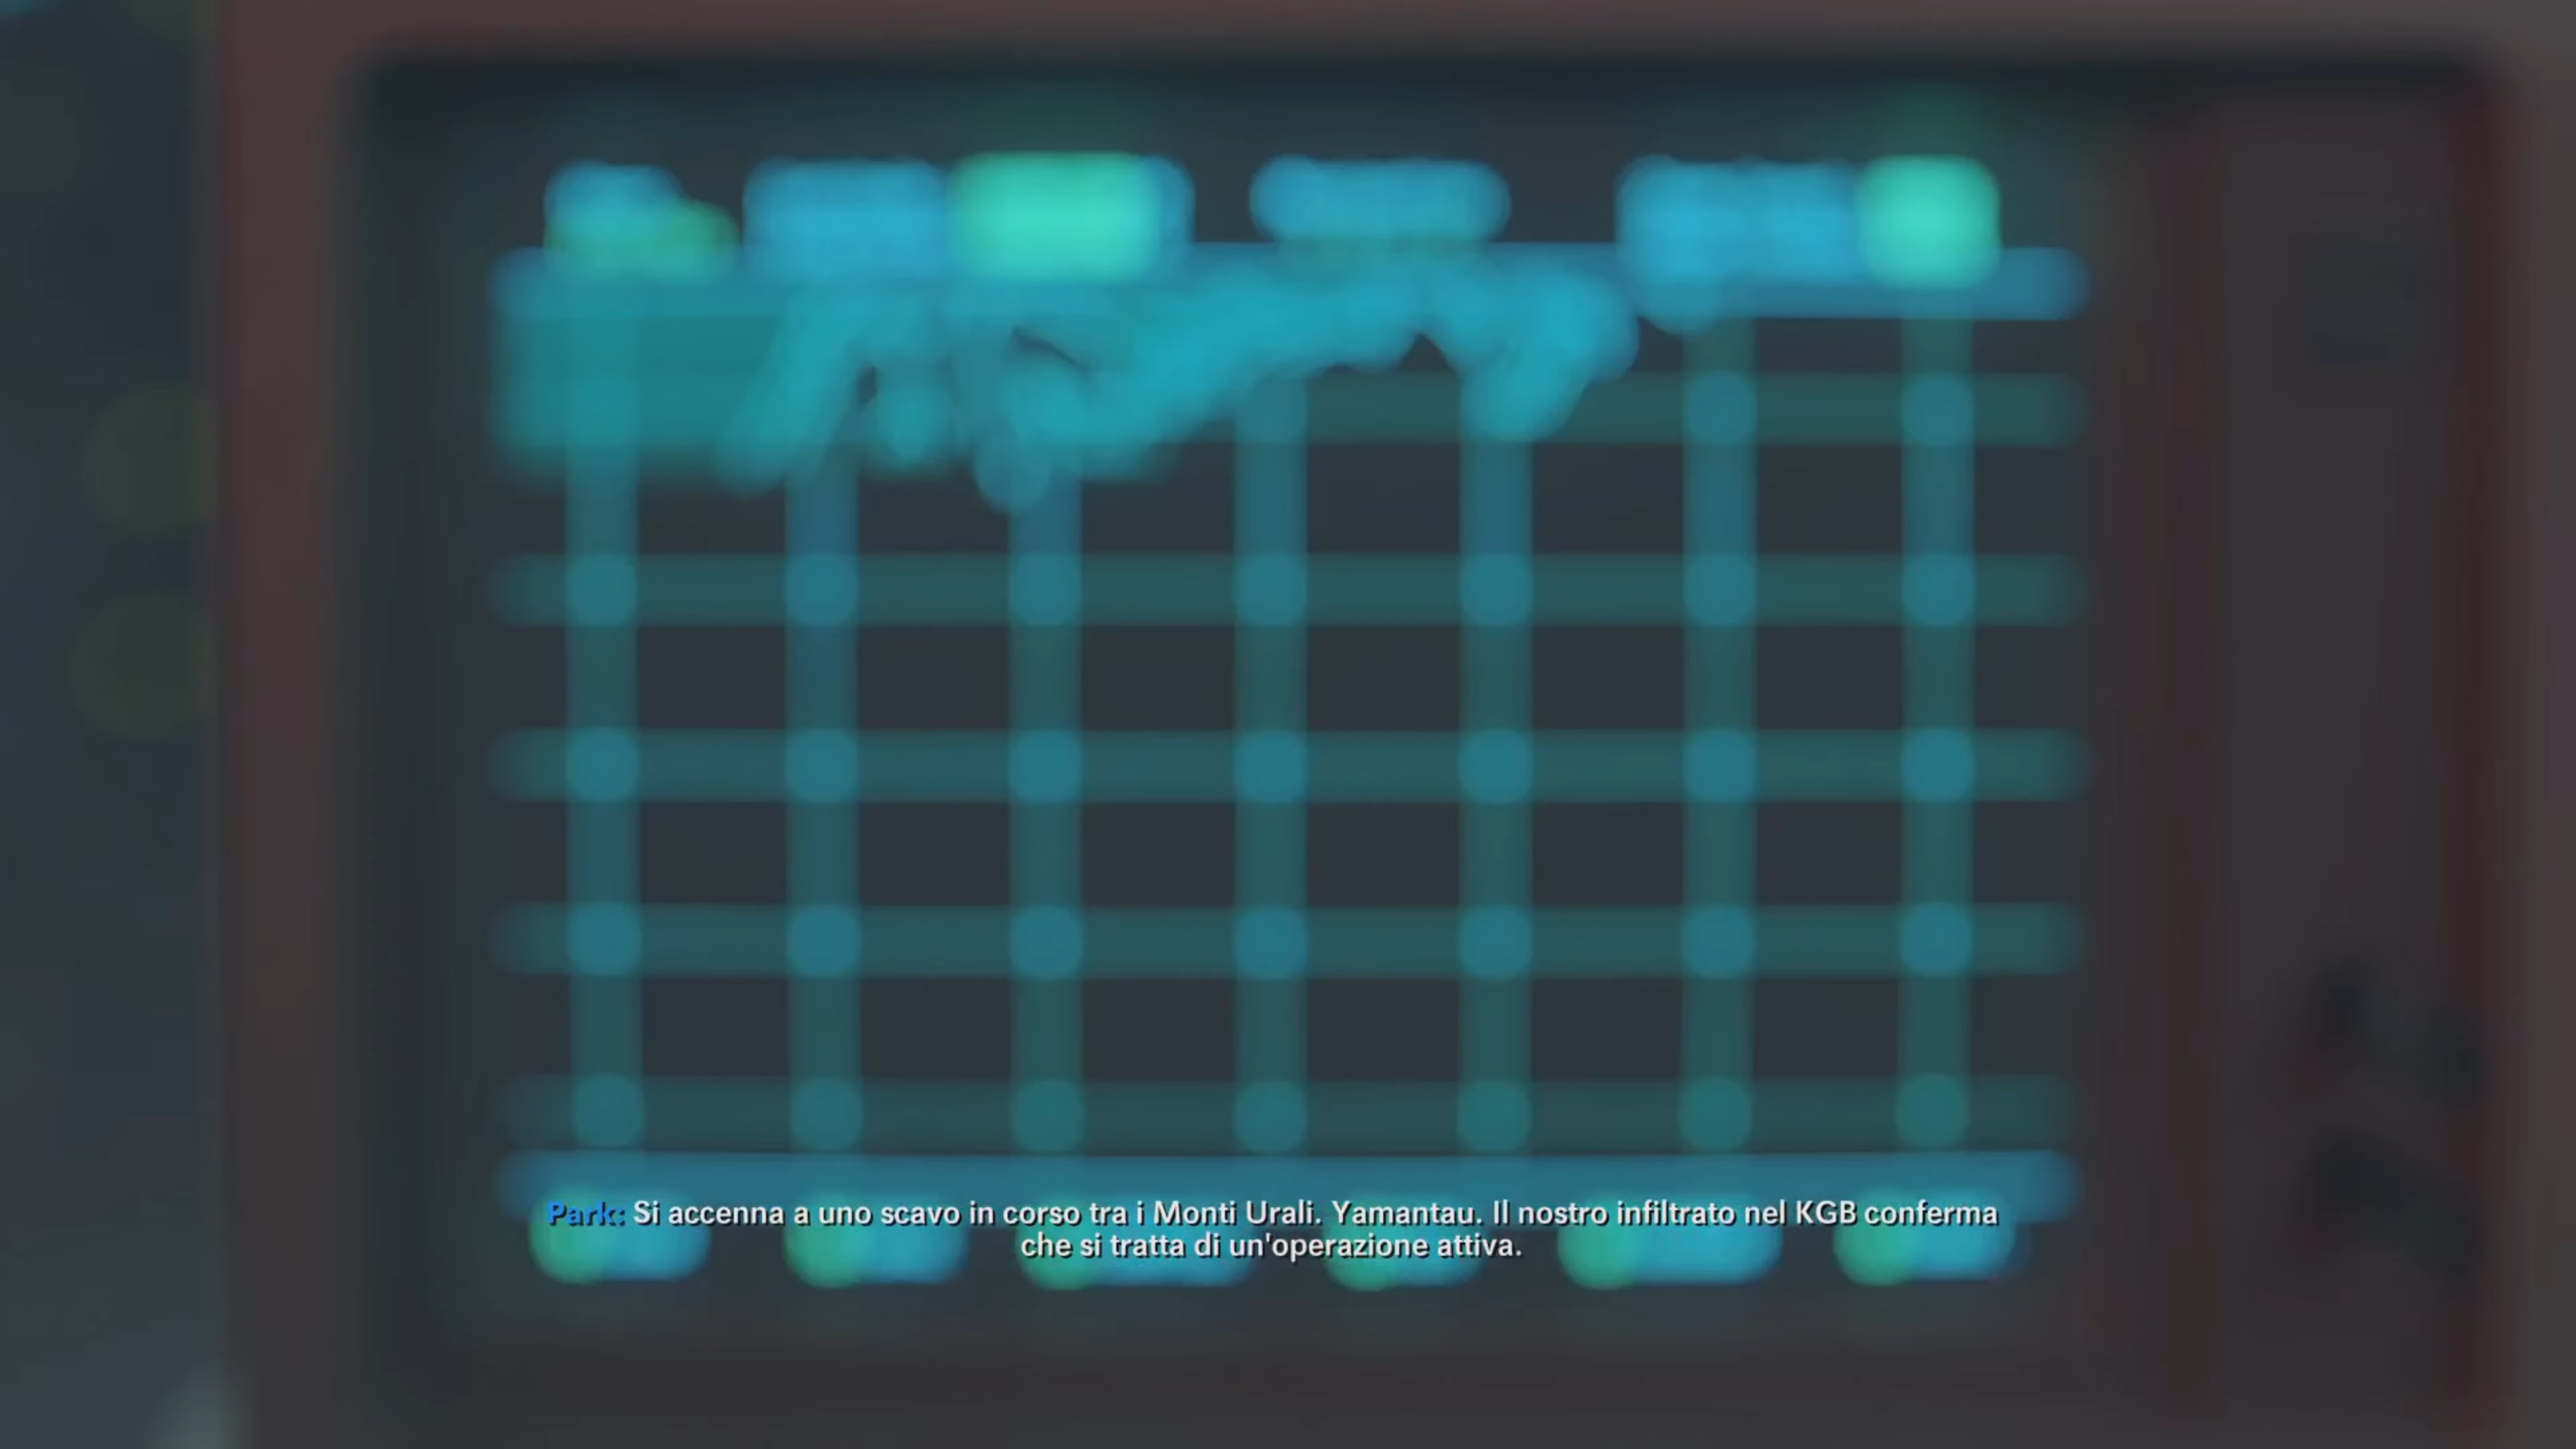 Park: Si accenna a uno scavo in corso tra i Monti Urali. Yamantau. Il nostro infiltrato nel KGB conferma
che si tratta di un'operazione attiva.